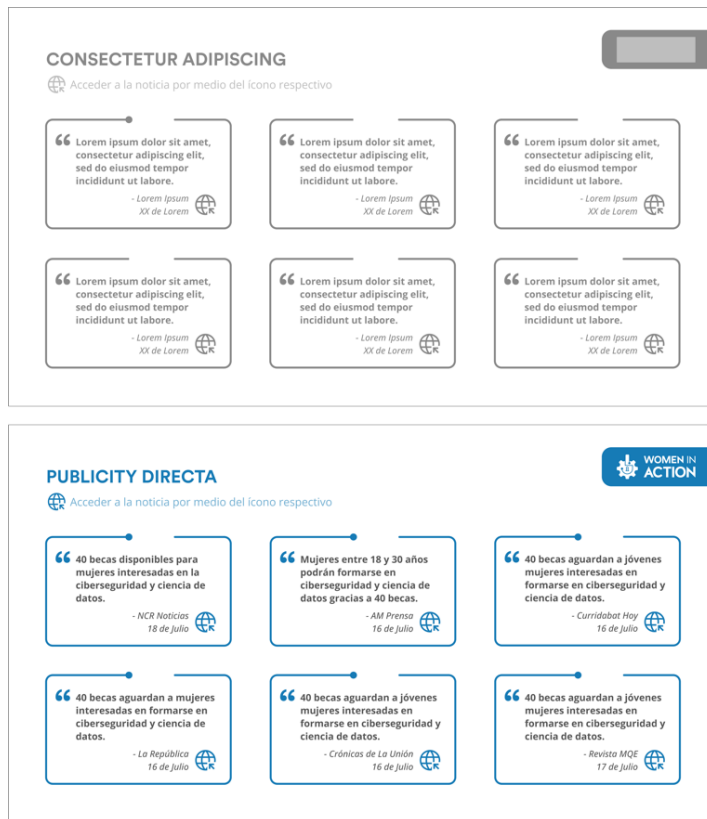 CONSECTETUR ADIPISCING
Acceder a la noticia por medio del ícono respectivo
“ Lorem ipsum dolor sit amet,
consectetur adipiscing elit,
sed do eiusmod tempor
incididunt ut labore.
- Lorem Ipsum
XX de Lorem
“ Lorem ipsum dolor sit amet,
consectetur adipiscing elit,
sed do eiusmod tempor
incididunt ut labore.
- Lorem Ipsum
XX de Lorem
“ Lorem ipsum dolor sit amet,
consectetur adipiscing elit,
sed do eiusmod tempor
incididunt ut labore.
- Lorem Ipsum
XX de Lorem
“ Lorem ipsum dolor sit amet,
consectetur adipiscing elit,
sed do eiusmod tempor
incididunt ut labore.
- Lorem Ipsum
XX de Lorem
“ Lorem ipsum dolor sit amet,
consectetur adipiscing elit,
sed do eiusmod tempor
incididunt ut labore.
- Lorem Ipsum
XX de Lorem
“ Lorem ipsum dolor sit amet,
consectetur adipiscing elit,
sed do eiusmod tempor
incididunt ut labore.
- Lorem Ipsum
XX de Lorem
WOMEN IN
ACTION
PUBLICITY DIRECTA
Acceder a la noticia por medio del ícono respectivo
“ 40 becas disponibles para
mujeres interesadas en la
ciberseguridad y ciencia de
datos.
- NCR Noticias
18 de Julio
“ Mujeres entre 18 y 30 años
podrán formarse en
ciberseguridad y ciencia de
datos gracias a 40 becas.
- AM Prensa
16 de Julio
“ 40 becas aguardan a jóvenes
mujeres interesadas en
formarse en ciberseguridad y
ciencia de datos.
- Curridabat Hoy
16 de Julio
“ 40 becas aguardan a mujeres
interesadas en formarse en
ciberseguridad y ciencia de
datos.
- La República
16 de Julio
“ 40 becas aguardan a jóvenes
mujeres interesadas en
formarse en ciberseguridad y
ciencia de datos.
- Crónicas de La Unión
16 de Julio
“ 40 becas aguardan a jóvenes
mujeres interesadas en
formarse en ciberseguridad y
ciencia de datos.
- Revista MQE
17 de Julio